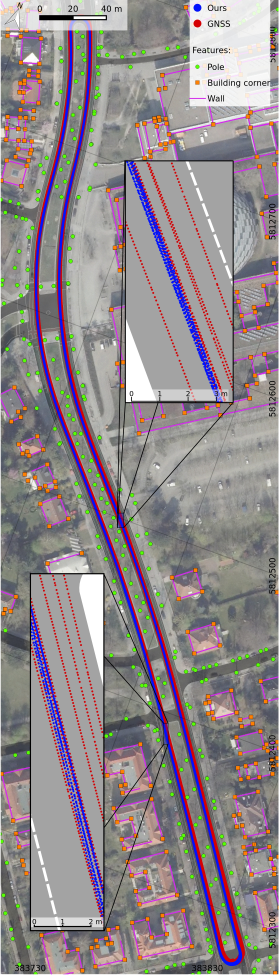 0 20 40 m
Ours
GNSS
Features:
Pole
Building corner
Wall
5812800
5812700
0 1 2 3 m
5812600
5812500
5812400
0 1 2 m
5812300
383730 383830